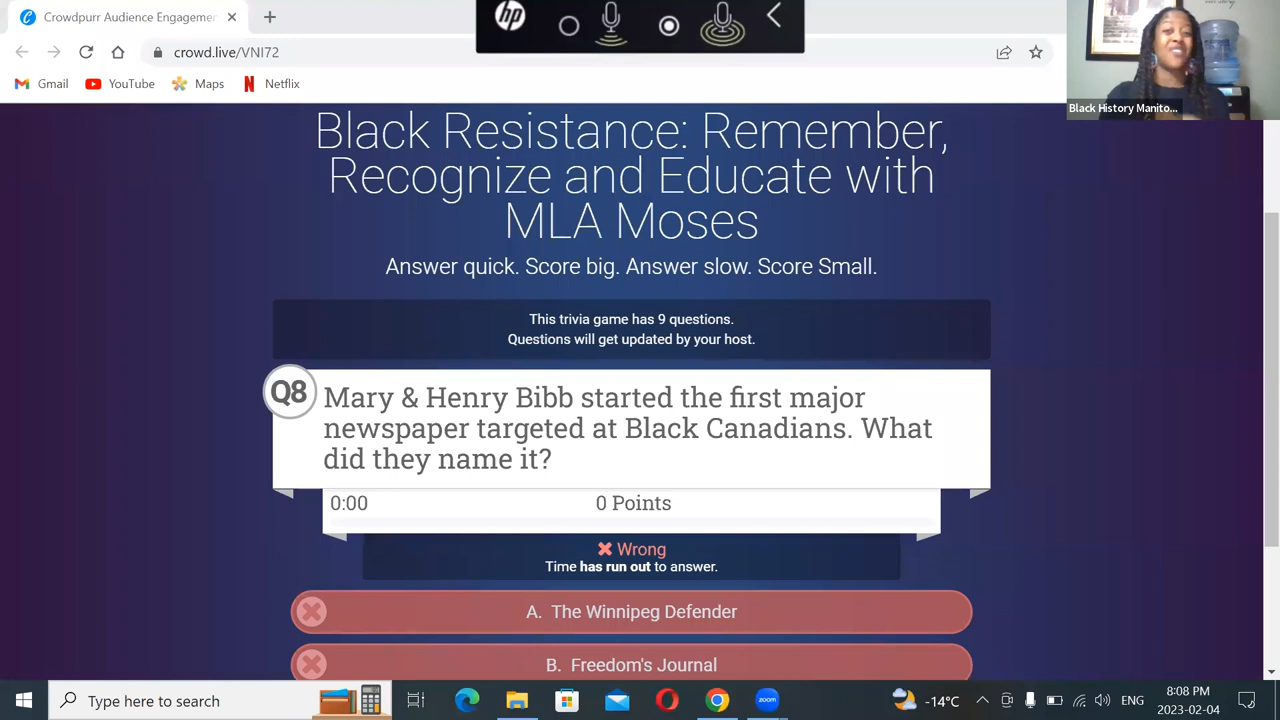 Crowdpurr Audience Engagemen
hp
crowd.live/VNI72
Gmail YouTube Maps Netflix
Black History Manito...
Black Resistance: Remember,
Recognize and Educate with
MLA Moses
Answer quick. Score big. Answer slow. Score Small.
This trivia game has 9 questions.
Questions will get updated by your host.
Q8
Mary & Henry Bibb started the first major
newspaper targeted at Black Canadians. What
did they name it?
0:00 0 Points
Wrong
Time has run out to answer.
A. The Winnipeg Defender
B. Freedom's Journal
Type here to search
zoom
-14°C
ENG
8:08 PM
2023-02-04